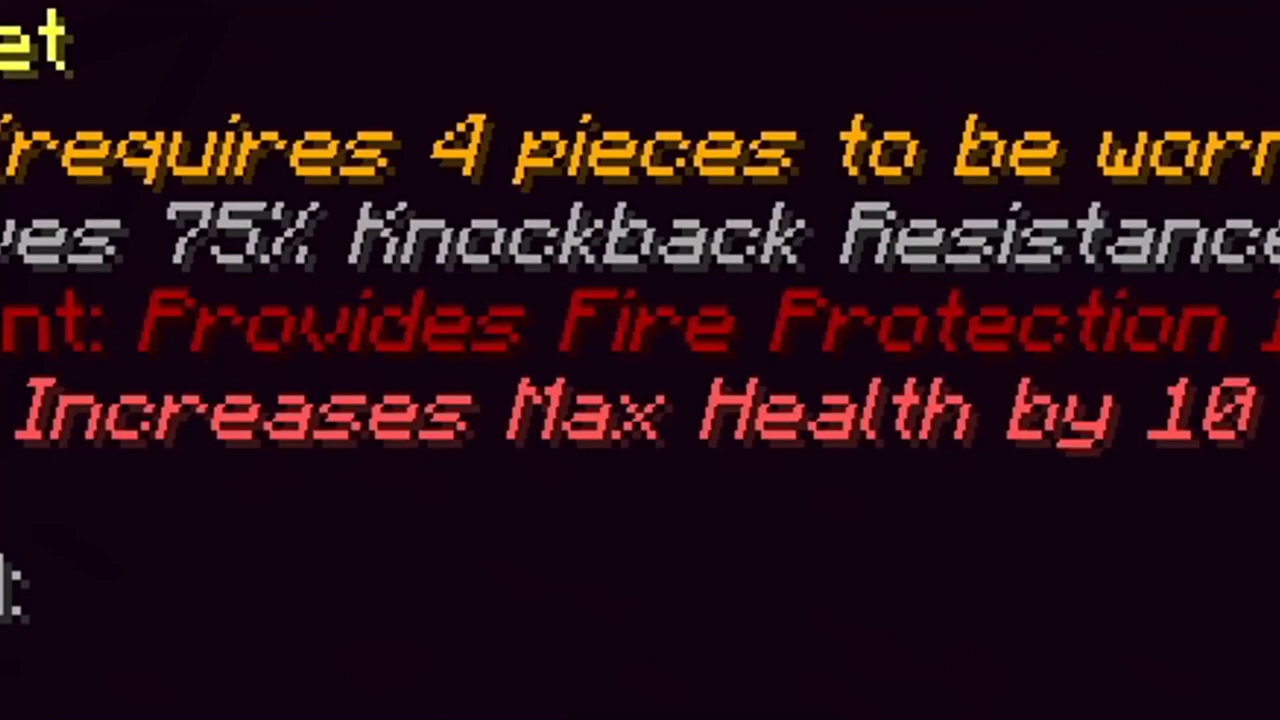 et
requires 4 pieces to be worn
ves 75% Knockback Resistance
nt: Provides Fire Protection
Increases Max Health by 10